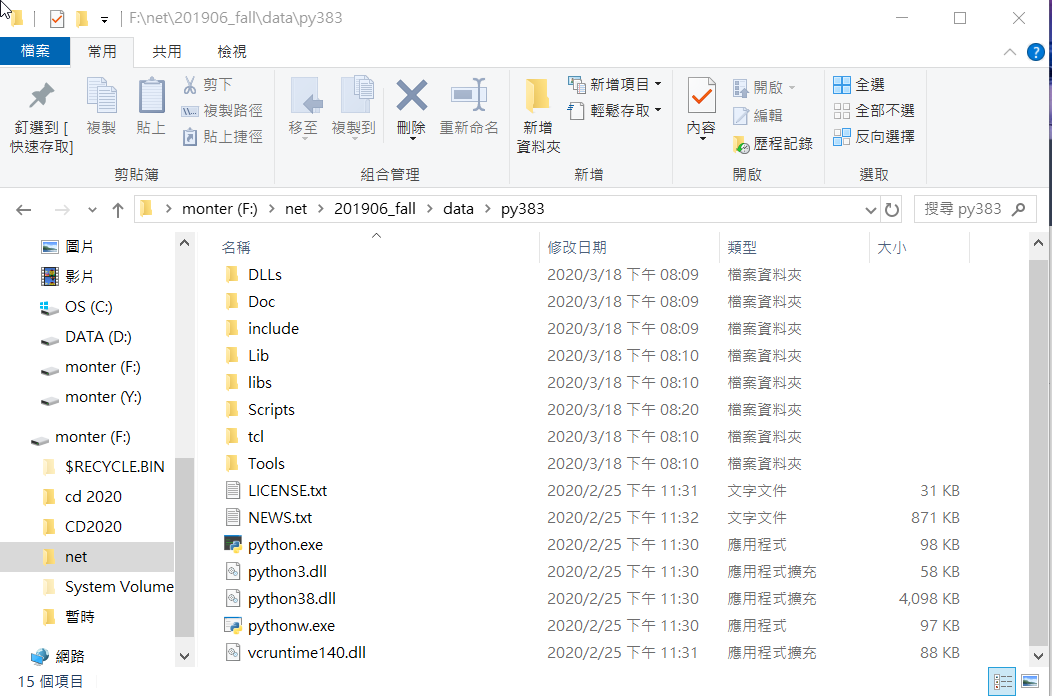 F:\net\201906_fall\data\py383
檔案 常用 共用 檢視
釘選到 [
快速存取]
複製
貼上
剪下
複製路徑
貼上捷徑
剪貼簿
移至
複製到
刪除
重新命名
組合管理
新增
資料夾
新增項目
輕鬆存取
新增
內容
開啟
編輯
歷程記錄
開啟
全選
全部不選
反向選擇
選取
monter (F:) > net > 201906_fall > data > py383
搜尋 py383
圖片
影片
OS (C:)
DATA (D:)
monter (F:)
monter (Y:)
monter (F:)
$RECYCLE.BIN
cd 2020
CD2020
net
System Volume
暫時
網路
名稱 修改日期 類型 大小
DLLs 2020/3/18 下午 08:09 檔案資料夾
Doc 2020/3/18 下午 08:09 檔案資料夾
include 2020/3/18 下午 08:09 檔案資料夾
Lib 2020/3/18 下午 08:10 檔案資料夾
libs 2020/3/18 下午 08:10 檔案資料夾
Scripts 2020/3/18 下午 08:20 檔案資料夾
tcl 2020/3/18 下午 08:10 檔案資料夾
Tools 2020/3/18 下午 08:10 檔案資料夾
LICENSE.txt 2020/2/25 下午 11:31 文字文件 31 KB
NEWS.txt 2020/2/25 下午 11:32 文字文件 871 KB
python.exe 2020/2/25 下午 11:30 應用程式 98 KB
python3.dll 2020/2/25 下午 11:30 應用程式擴充 58 KB
python38.dll 2020/2/25 下午 11:30 應用程式擴充 4,098 KB
pythonw.exe 2020/2/25 下午 11:30 應用程式 97 KB
vcruntime140.dll 2020/2/25 下午 11:31 應用程式擴充 88 KB
15 個項目